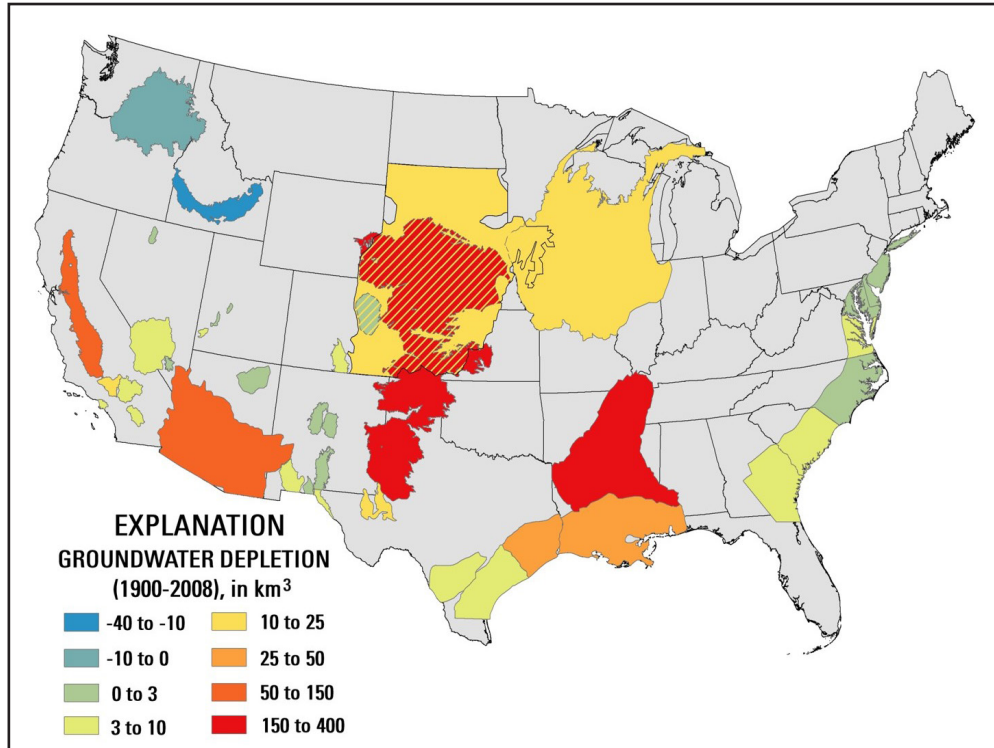 EXPLANATION
GROUNDWATER DEPLETION
(1900-2008), in km³
-40 to -10
-10 to 0
0 to 3
3 to 10
10 to 25
25 to 50
50 to 150
150 to 400